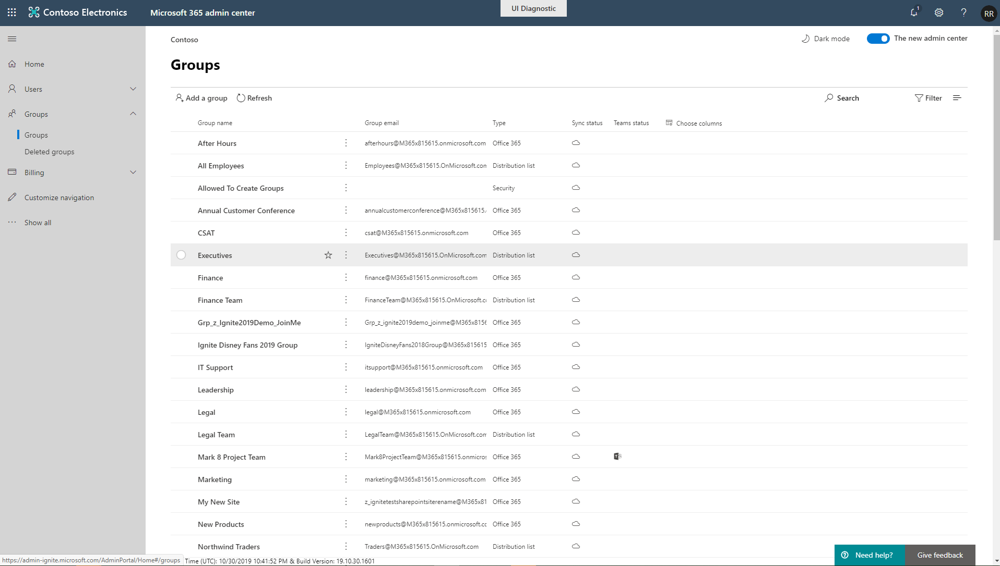 Contoso Electronics
Microsoft 365 admin center
UI Diagnostic
1
?
RR
Home
Users
Groups
Groups
Deleted groups
Billing
Customize navigation
Show all
Contoso
Dark mode
The new admin center
Groups
Add a group
Refresh
Search
Filter
Group name Group email Type Sync status Teams status Choose columns
After Hours afterhours@M365x815615.onmicrosoft.com Office 365
All Employees Employees@M365x815615.OnMicrosoft.com Distribution list
Allowed To Create Groups Security
Annual Customer Conference annualcustomerconference@M365x815615. Office 365
CSAT csat@M365x815615.onmicrosoft.com Office 365
Executives Executives@M365x815615.OnMicrosoft.com Distribution list
Finance finance@M365x815615.onmicrosoft.com Office 365
Finance Team FinanceTeam@M365x815615.OnMicrosoft.c Distribution list
Grp_z_Ignite2019Demo_JoinMe Grp_z_ignite2019demo_joinme@M365x8156 Office 365
Ignite Disney Fans 2019 Group IgniteDisneyFans2018Group@M365x815615 Office 365
IT Support itsupport@M365x815615.onmicrosoft.com Office 365
Leadership leadership@M365x815615.onmicrosoft.com Office 365
Legal legal@M365x815615.onmicrosoft.com Office 365
Legal Team LegalTeam@M365x815615.OnMicrosoft.com Distribution list
Mark 8 Project Team Mark8ProjectTeam@M365x815615.onmicros Office 365
Marketing marketing@M365x815615.onmicrosoft.com Office 365
My New Site z_ignitetestsharepointsiterename@M365x81 Office 365
New Products newproducts@M365x815615.onmicrosoft.cc Office 365
Northwind Traders Traders@M365x815615.OnMicrosoft.com Distribution list
https://admin-ignite.microsoft.com/AdminPortal/Home#/groups
Time (UTC): 10/30/2019 10:41:52 PM & Build Version: 19.10.30.1601
Need help?
Give feedback